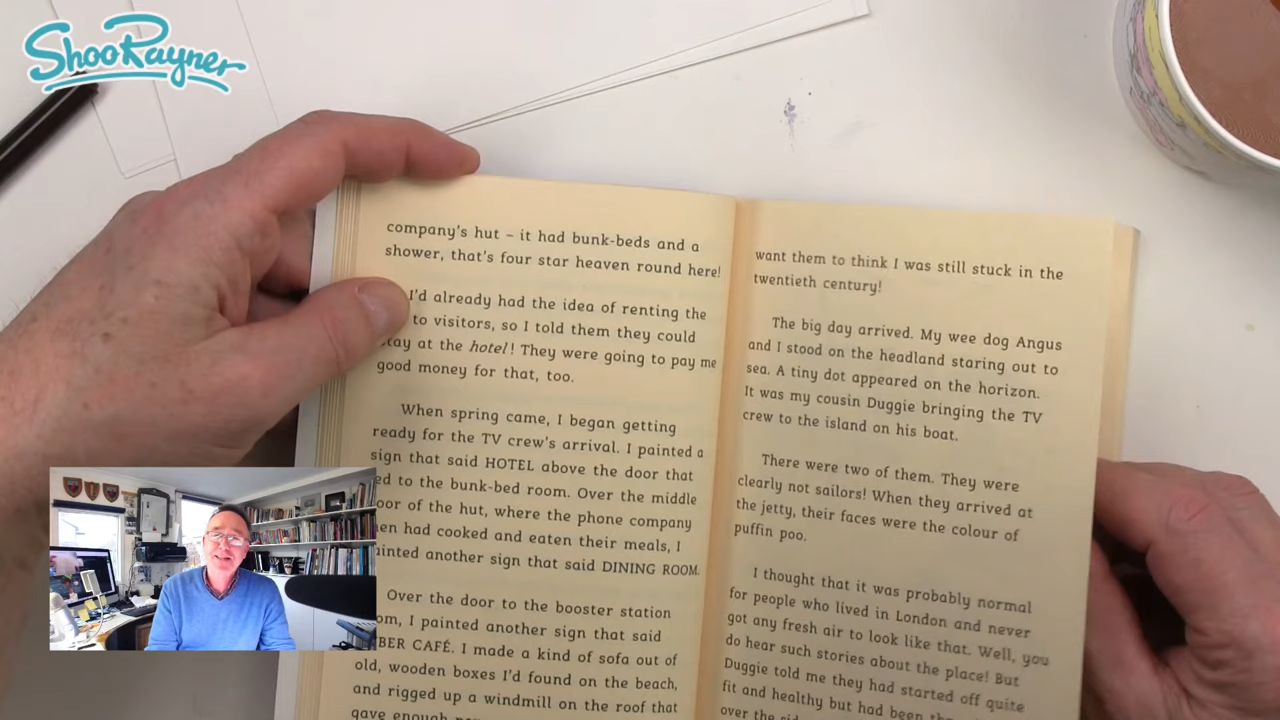 ShooRayner
company's hut – it had bunk-beds and a
shower, that's four star heaven round here!
I'd already had the idea of renting the
to visitors, so I told them they could
stay at the hotel! They were going to pay me
good money for that, too.
When spring came, I began getting
ready for the TV crew's arrival. I painted a
sign that said HOTEL above the door that
ed to the bunk-bed room. Over the middle
oor of the hut, where the phone company
en had cooked and eaten their meals, I
ainted another sign that said DINING ROOM.
Over the door to the booster station
om, I painted another sign that said
BER CAFÉ. I made a kind of sofa out of
old, wooden boxes I'd found on the beach,
and rigged up a windmill on the roof that
gave enough
want them to think I was still stuck in the
twentieth century!
The big day arrived. My wee dog Angus
and I stood on the headland staring out to
sea. A tiny dot appeared on the horizon.
It was my cousin Duggie bringing the TV
crew to the island on his boat.
There were two of them. They were
clearly not sailors! When they arrived at
the jetty, their faces were the colour of
puffin poo.
I thought that it was probably normal
for people who lived in London and never
got any fresh air to look like that. Well, you
do hear such stories about the place! But
Duggie told me they had started off quite
fit and healthy but had been
over the